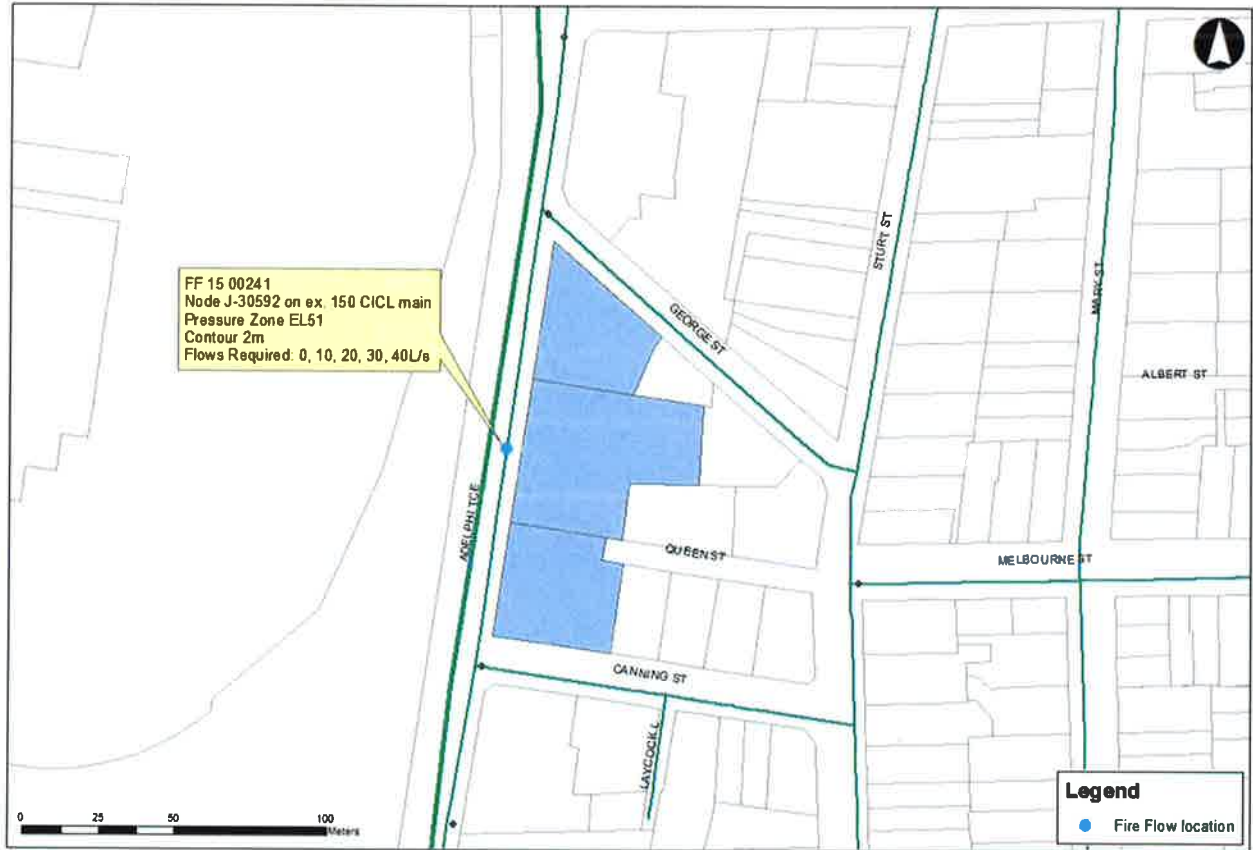 FF 15 00241
Node J-30592 on ex. 150 CICL main
Pressure Zone EL51
Contour 2m
Flows Required: 0, 10, 20, 30, 40L/s
STURT ST
MARY ST
GEORGE ST
ALBERT ST
ADELPHI TCE
QUEEN ST
MELBOURNE ST
CANNING ST
LAYCOCK L
0 25 50 100
Meters
Legend
Fire Flow location